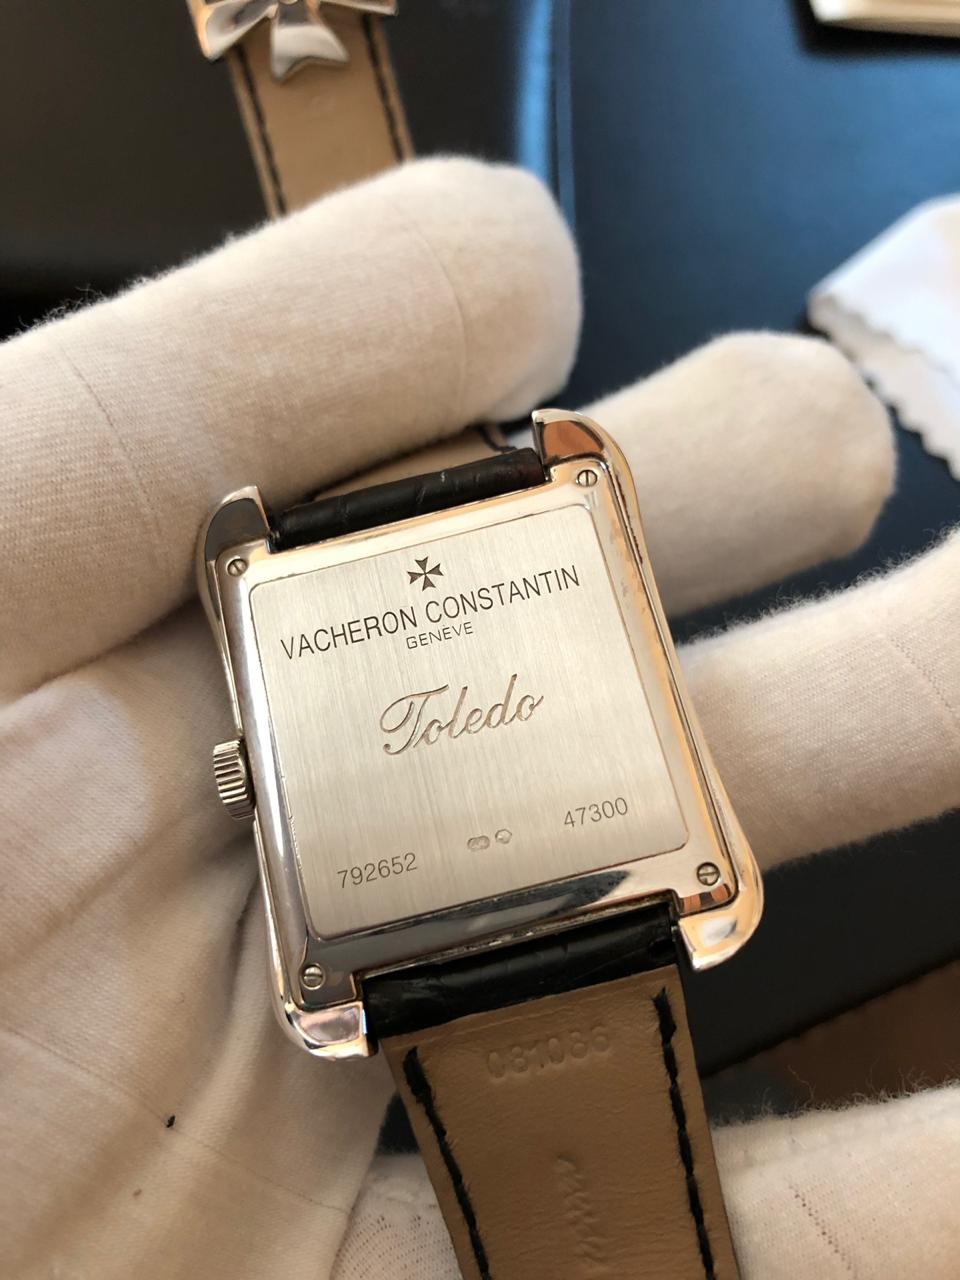 VACHERON CONSTANTIN
GENÈVE
Toledo
792652
47300
081086